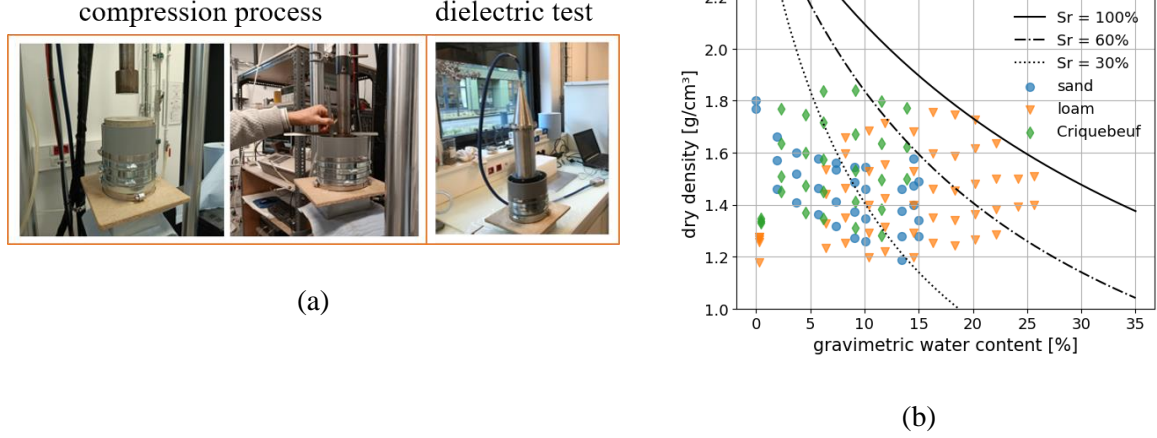 compression process
dielectric test
(a)
2.2
2.0
1.8
1.6
1.4
1.2
1.0
dry density [g/cm³]
Sr = 100%
Sr = 60%
Sr = 30%
sand
loam
Criquebeuf
0 5 10 15 20 25 30 35
gravimetric water content [%]
(b)